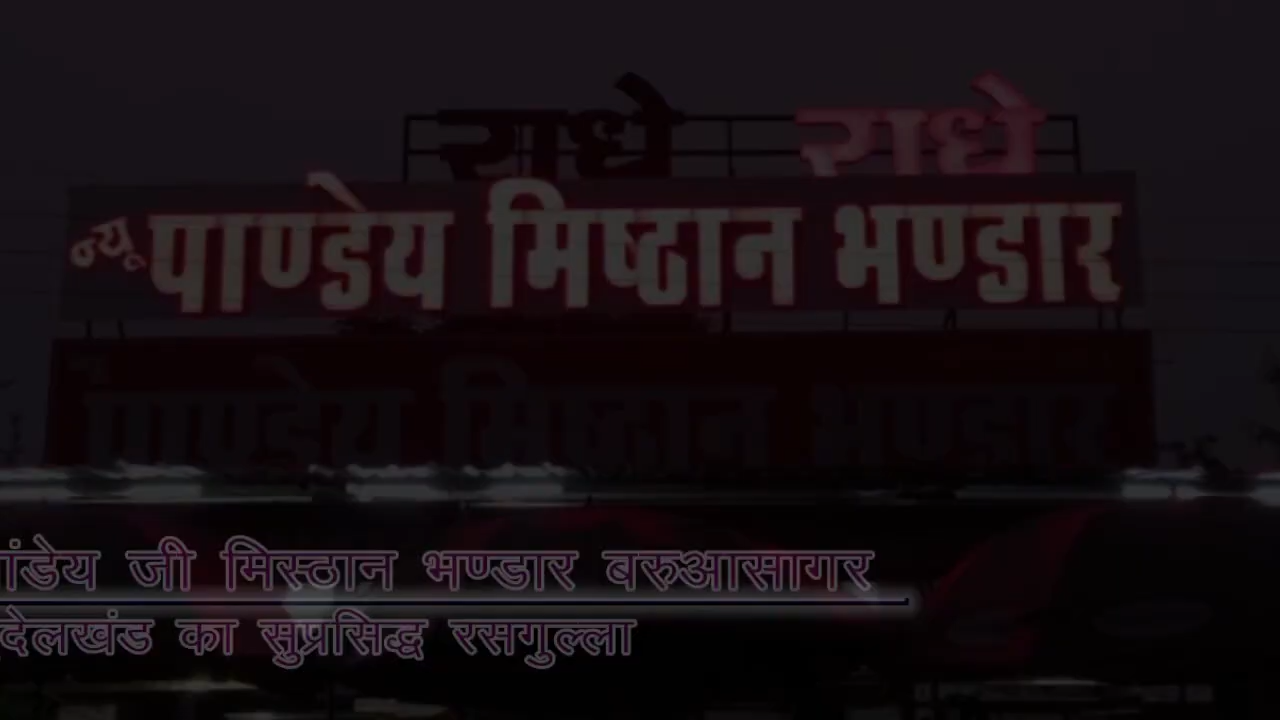 राधे राधे
न्यू पाण्डेय मिष्ठान भण्डार
पाण्डेय मिष्ठान भण्डार
ांडेय जी मिस्ठान भण्डार बरुआसागर
देलखंड का सुप्रसिद्ध रसगुल्ला